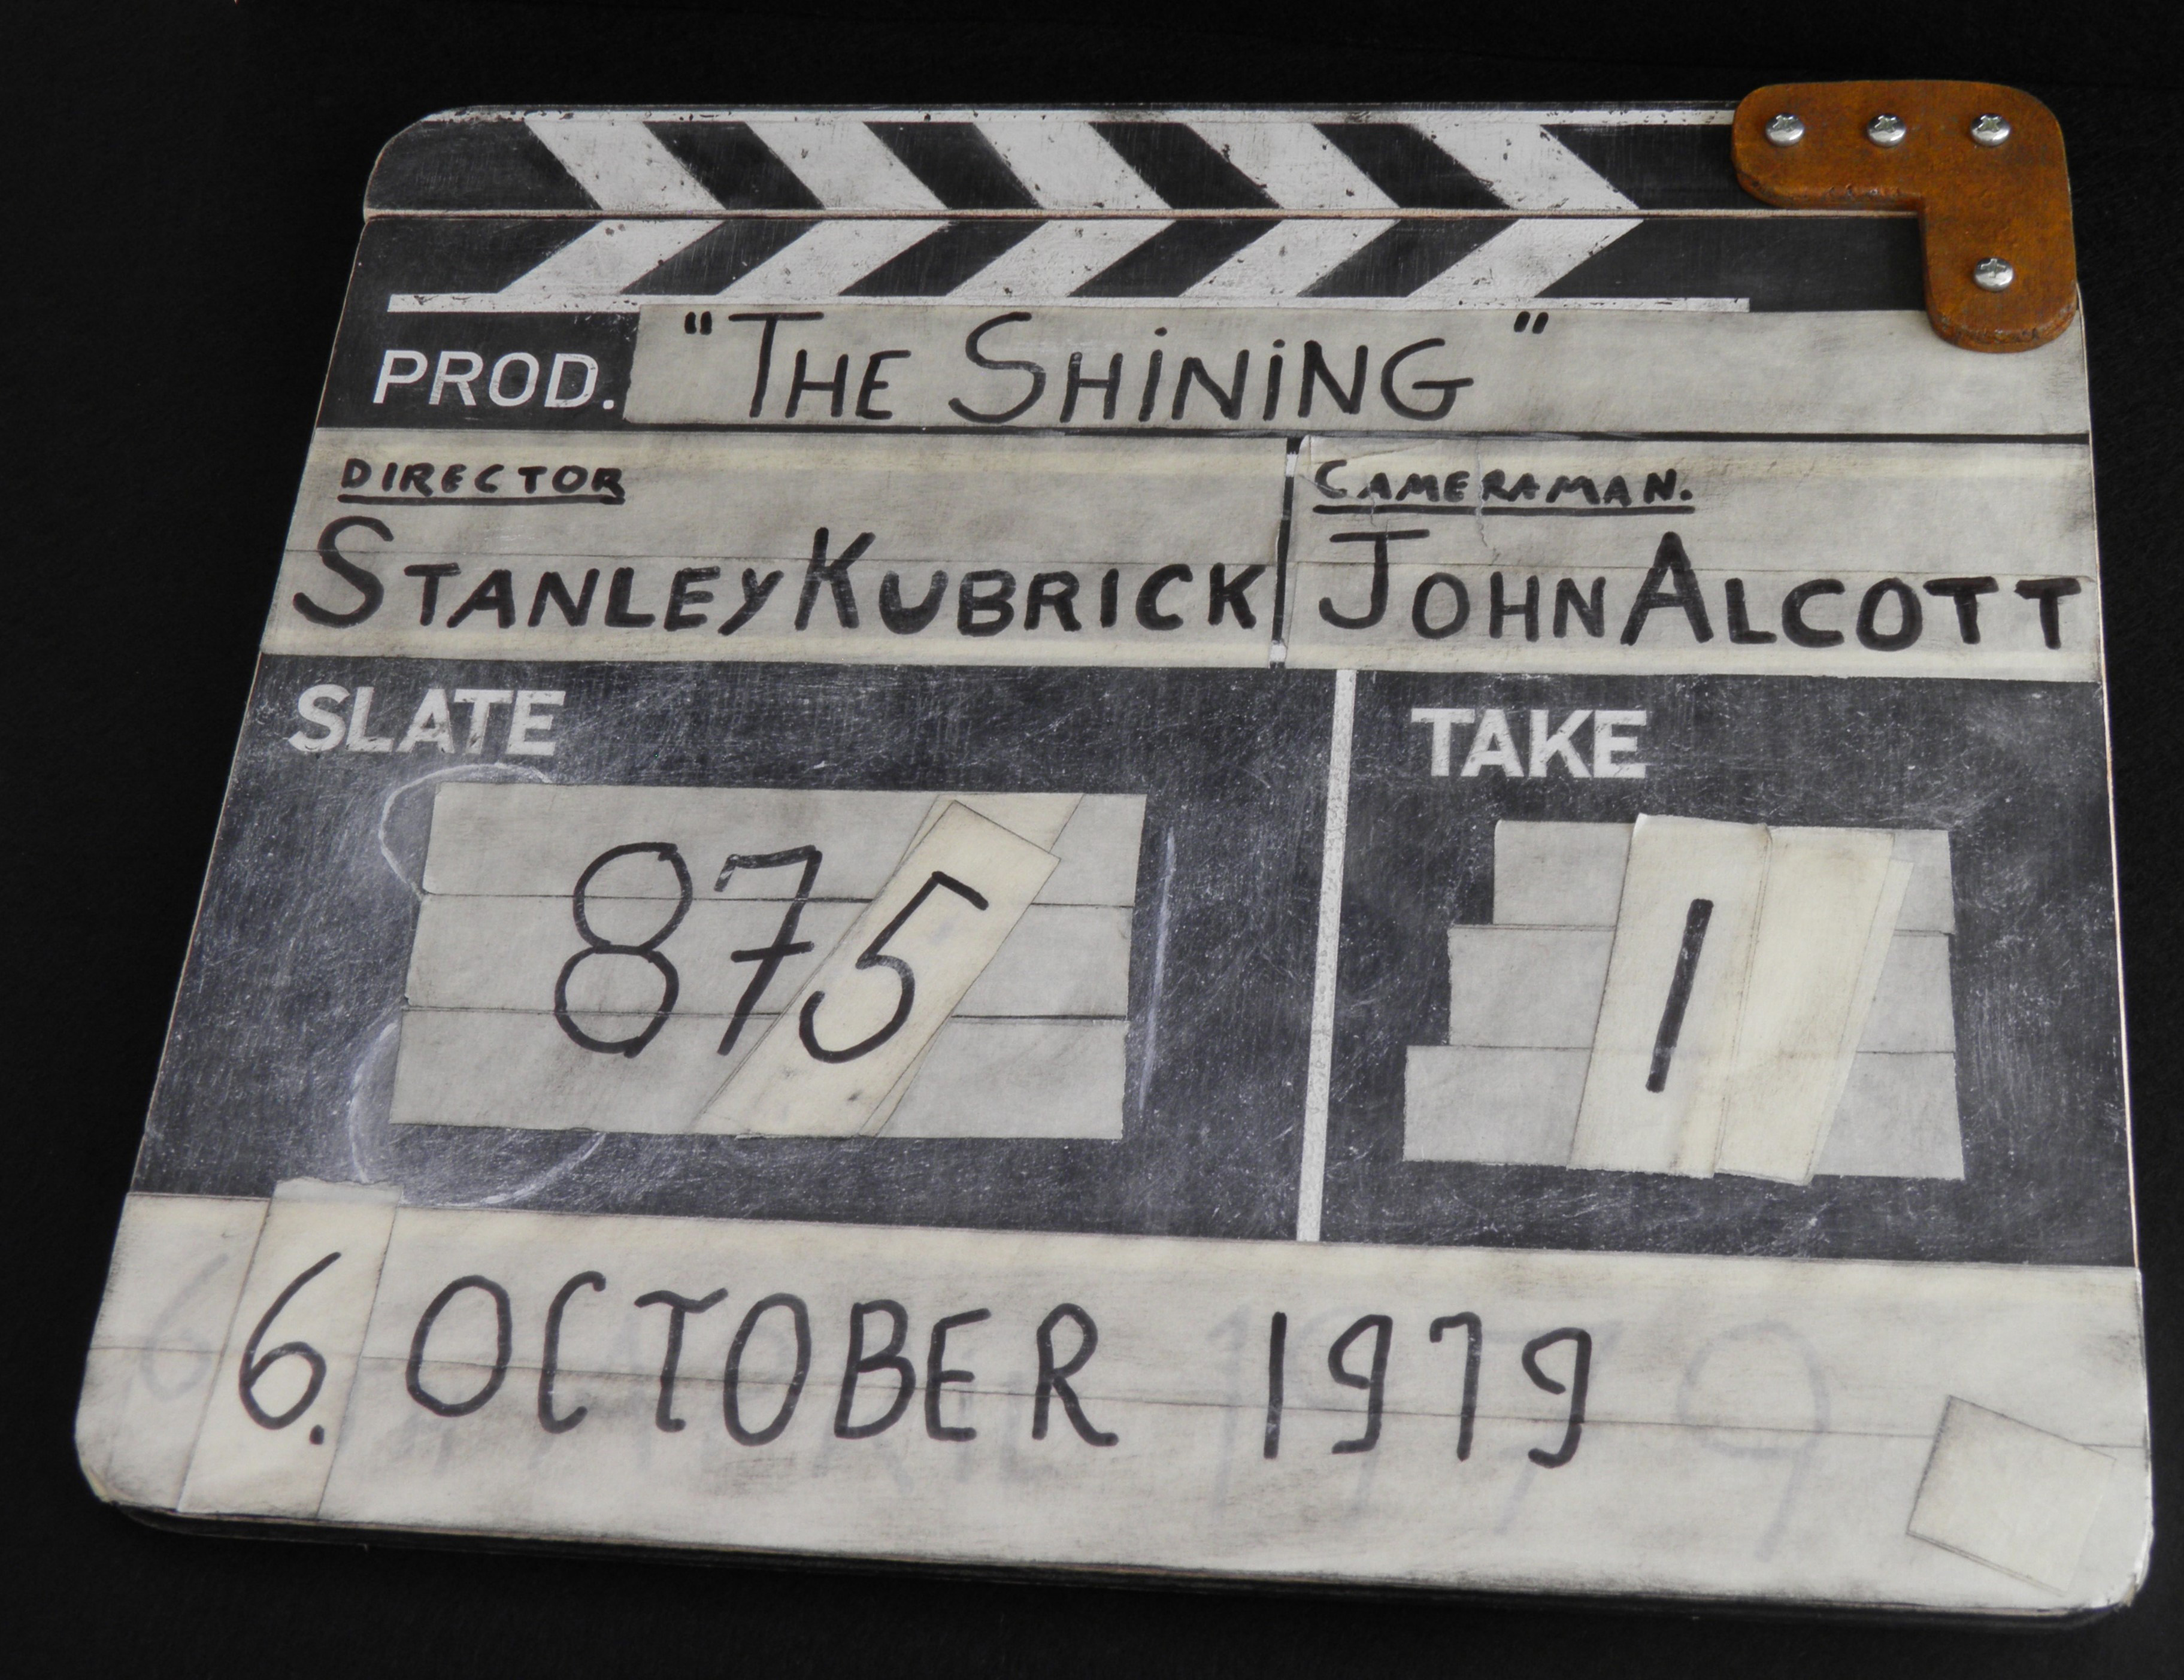 PROD. "THE SHINING"
DIRECTOR
STANLEY KUBRICK
CAMERAMAN.
JOHN ALCOTT
SLATE
875
TAKE
1
6. OCTOBER 1979